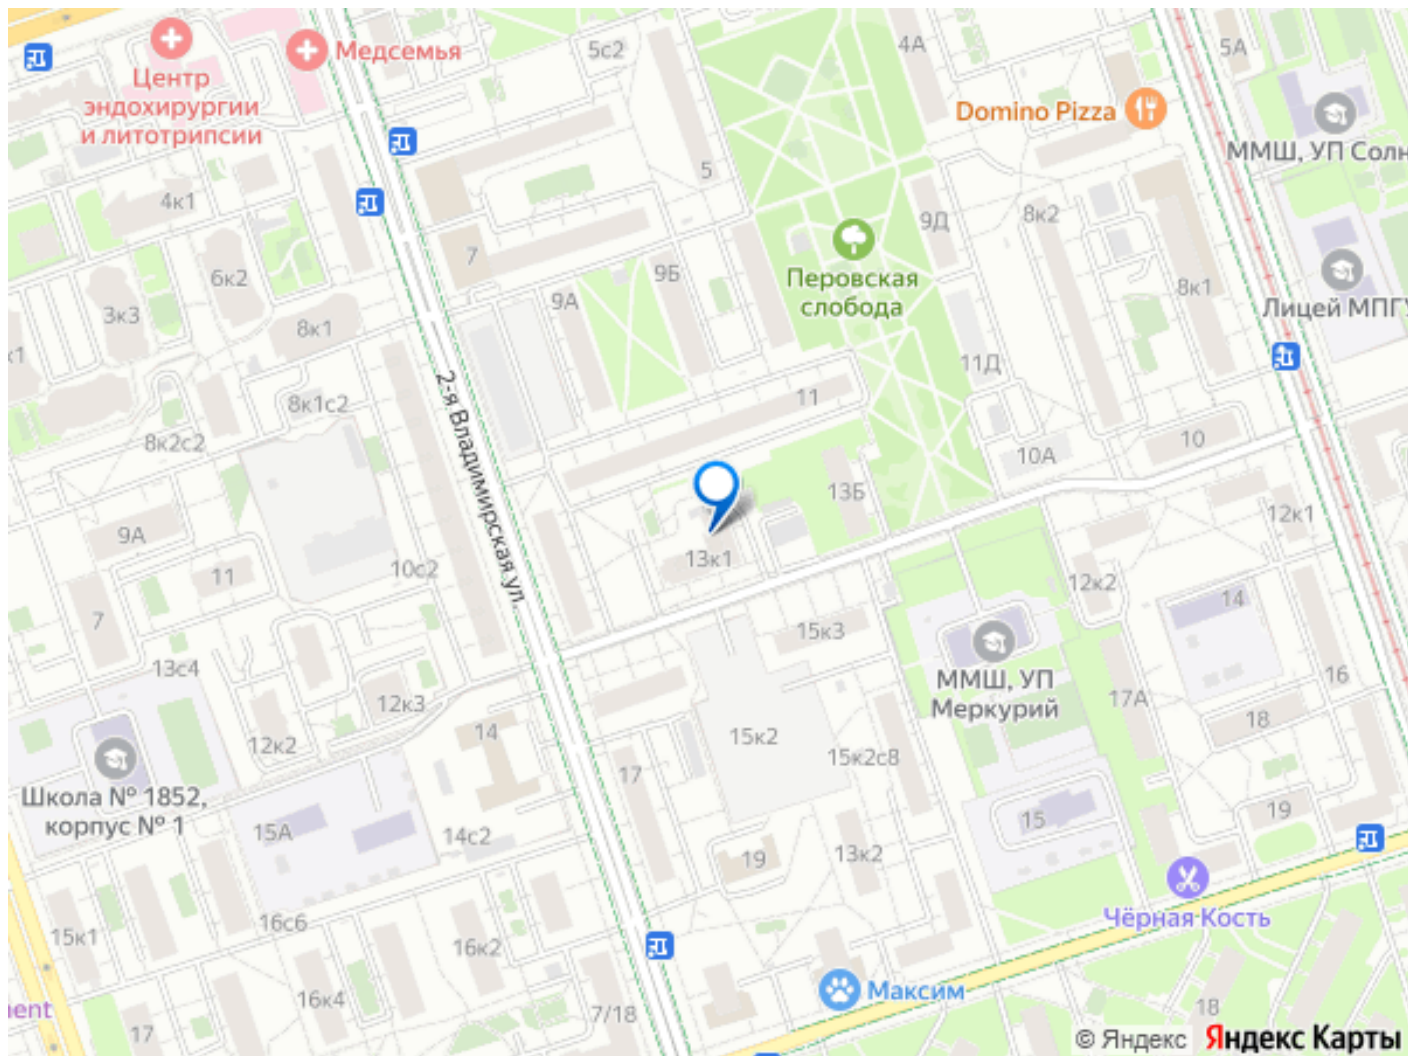 Медсемья
5с2
4А
5А
Центр
эндохирургии
и литотрипсии
Domino Pizza
ММШ, УП Солн
4к1
5
9Д
8к2
7
9Б
6к2
Перовская
слобода
8к1
Лицей МПГУ
3к3
9А
8к1
к1
11Д
2-я Владимирская ул.
8к1с2
11
8к2с2
10
10А
13Б
12к1
9А
13к1
10с2
11
12к2
14
7
15к3
13с4
ММШ, УП
Меркурий
16
12к3
17А
14
12к2
15к2
18
15к2с8
17
Школа № 1852,
корпус № 1
15А
14с2
15
19
19
13к2
Чёрная Кость
16с6
15к1
16к2
Максим
16к4
ment
7/18
18
17
© Яндекс Яндекс Карты